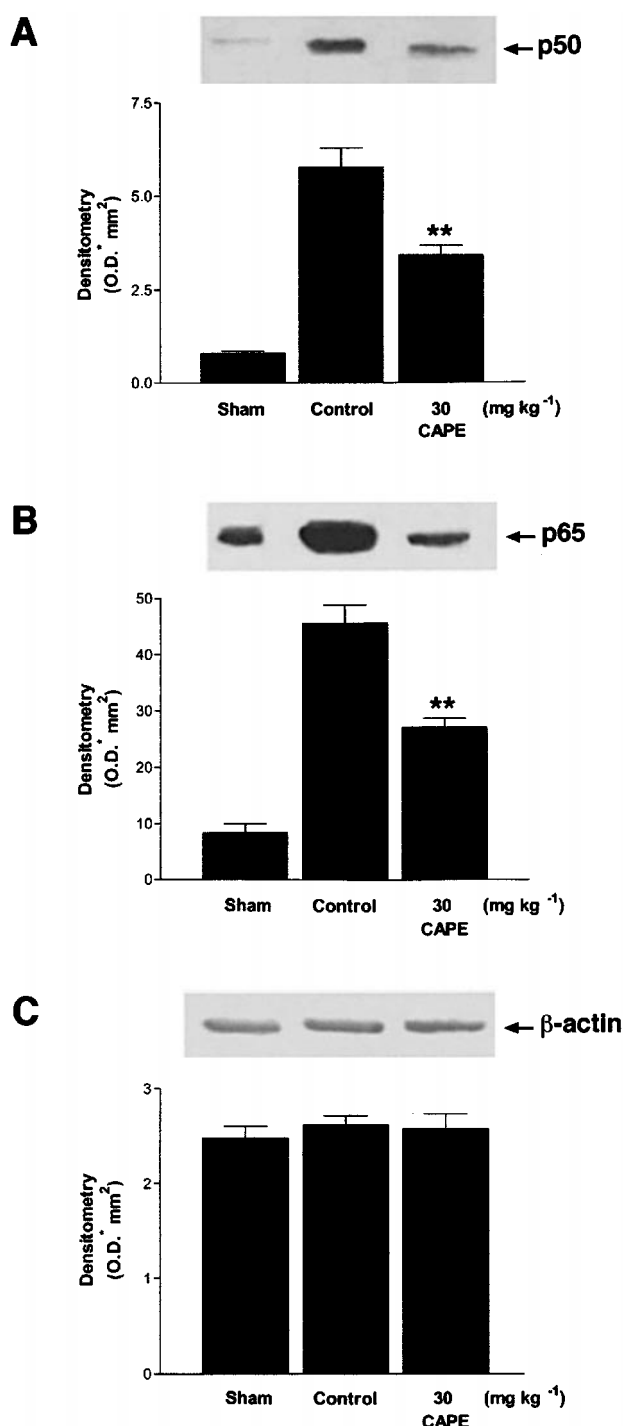 A
p50
7.5
5.0
2.5
0.0
Densitometry
(O.D.* mm²)
**
Sham Control 30 (mg kg⁻¹)
CAPE
B
p65
50
40
30
20
10
0
Densitometry
(O.D.* mm²)
**
Sham Control 30 (mg kg⁻¹)
CAPE
C
β-actin
3
2
1
0
Densitometry
(O.D.* mm²)
Sham Control 30 (mg kg⁻¹)
CAPE